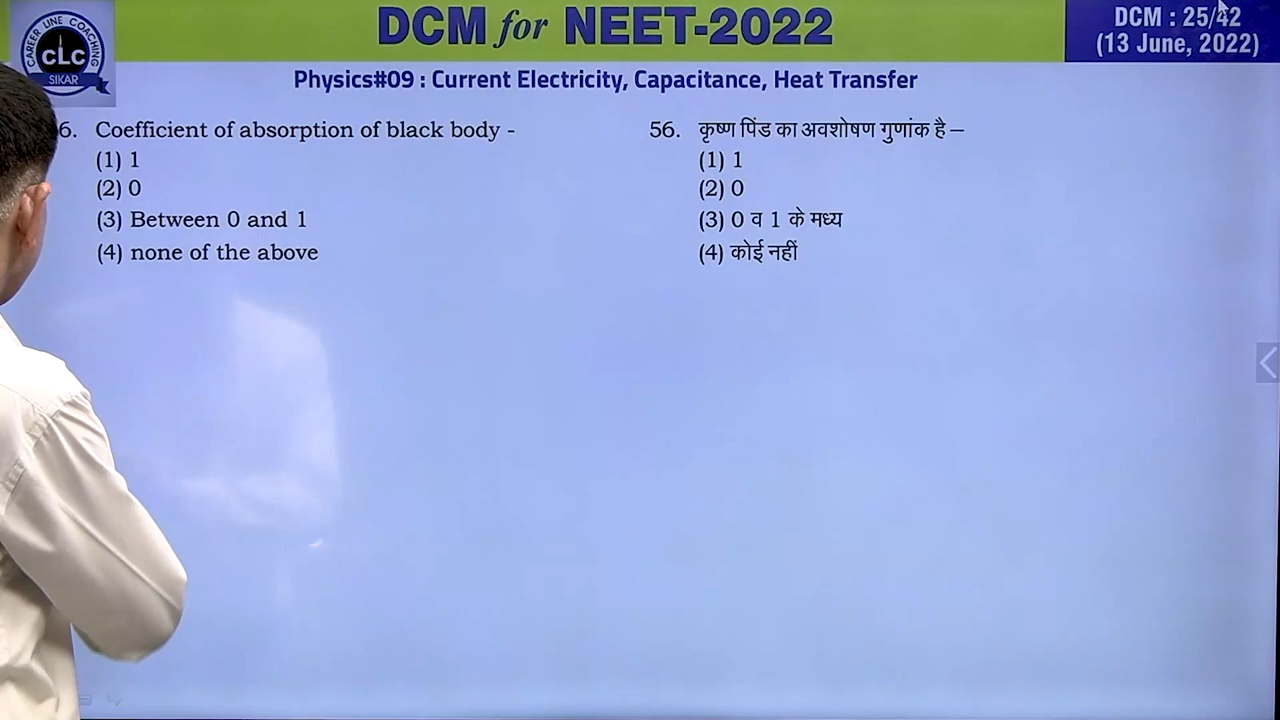 DCM for NEET-2022
DCM : 25/42
(13 June, 2022)
CAREER LINE COACHING
CLC
SIKAR
Physics#09 : Current Electricity, Capacitance, Heat Transfer
6. Coefficient of absorption of black body -
(1) 1
(2) 0
(3) Between 0 and 1
(4) none of the above
56. कृष्ण पिंड का अवशोषण गुणांक है –
(1) 1
(2) 0
(3) 0 व 1 के मध्य
(4) कोई नहीं